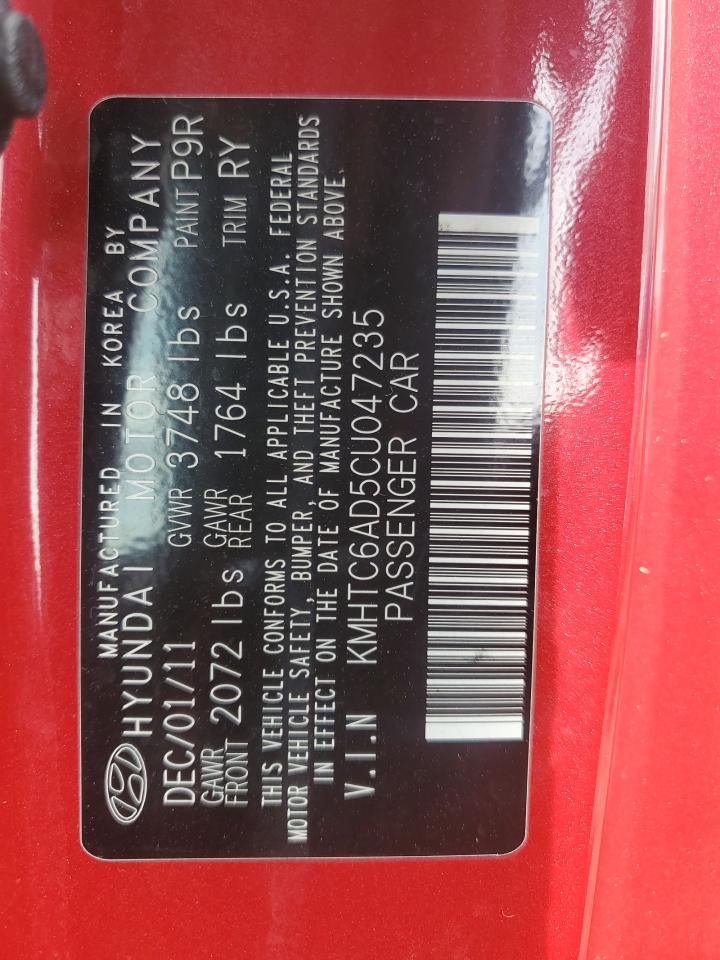 MANUFACTURED IN KOREA BY
HYUNDAI MOTOR COMPANY
DEC/01/11 GVWR 3748 lbs PAINT P9R
GAWR FRONT 2072 lbs GAWR REAR 1764 lbs TRIM RY
THIS VEHICLE CONFORMS TO ALL APPLICABLE U.S.A. FEDERAL
MOTOR VEHICLE SAFETY, BUMPER, AND THEFT PREVENTION STANDARDS
IN EFFECT ON THE DATE OF MANUFACTURE SHOWN ABOVE.
V.I.N KMHTC6AD5CU047235
PASSENGER CAR